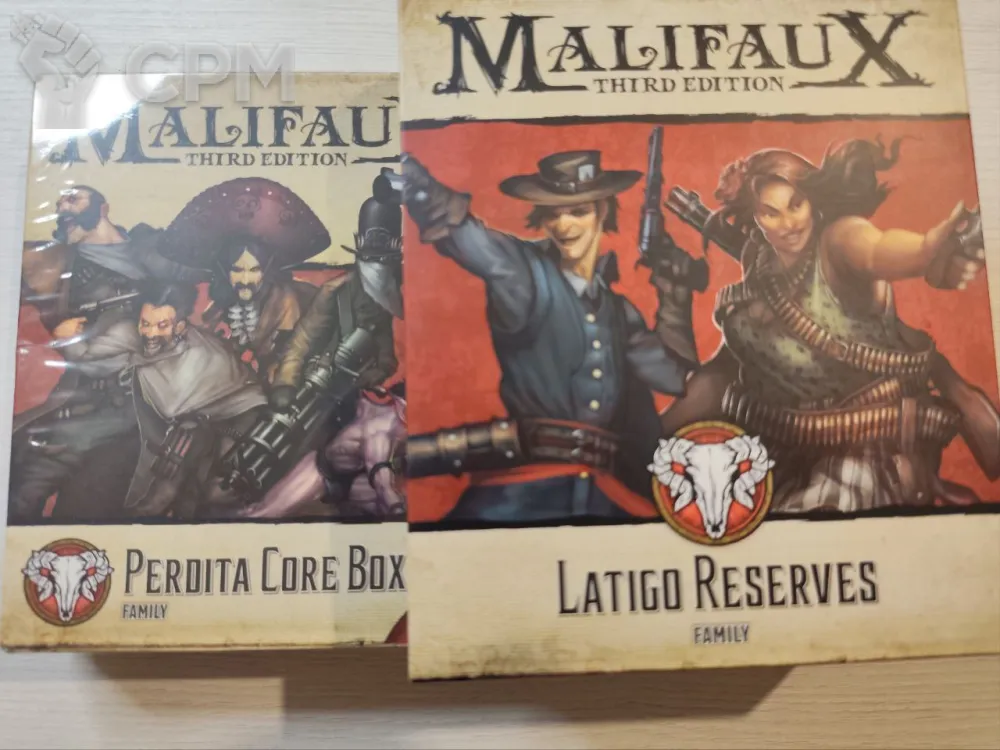 CPM
MALIFAU
THIRD EDITION
PERDITA CORE BOX
FAMILY
MALIFAUX
THIRD EDITION
LATIGO RESERVES
FAMILY